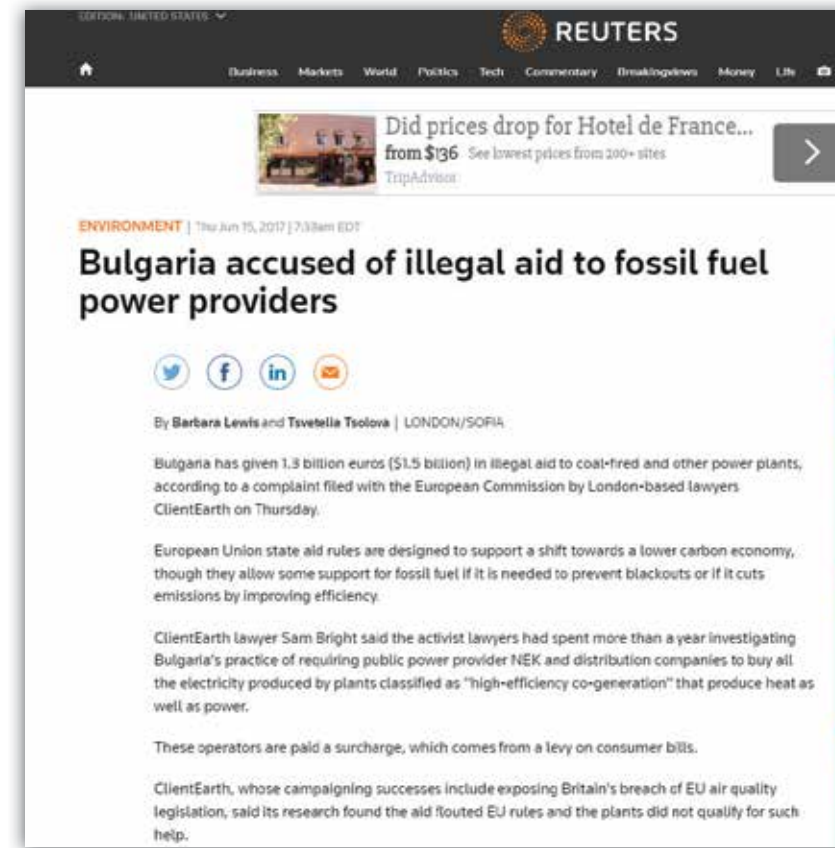 EDITION: UNITED STATES
REUTERS
Business Markets World Politics Tech Commentary Breakingviews Money Life
Did prices drop for Hotel de France...
from $136 See lowest prices from 200+ sites
TripAdvisor
ENVIRONMENT | Thu Jun 15, 2017 | 7:33am EDT
Bulgaria accused of illegal aid to fossil fuel
power providers
By Barbara Lewis and Tsvetelia Tsolova | LONDON/SOFIA
Bulgaria has given 1.3 billion euros ($1.5 billion) in illegal aid to coal-fired and other power plants,
according to a complaint filed with the European Commission by London-based lawyers
ClientEarth on Thursday.
European Union state aid rules are designed to support a shift towards a lower carbon economy,
though they allow some support for fossil fuel if it is needed to prevent blackouts or if it cuts
emissions by improving efficiency.
ClientEarth lawyer Sam Bright said the activist lawyers had spent more than a year investigating
Bulgaria's practice of requiring public power provider NEK and distribution companies to buy all
the electricity produced by plants classified as "high-efficiency co-generation" that produce heat as
well as power.
These operators are paid a surcharge, which comes from a levy on consumer bills.
ClientEarth, whose campaigning successes include exposing Britain's breach of EU air quality
legislation, said its research found the aid flouted EU rules and the plants did not qualify for such
help.